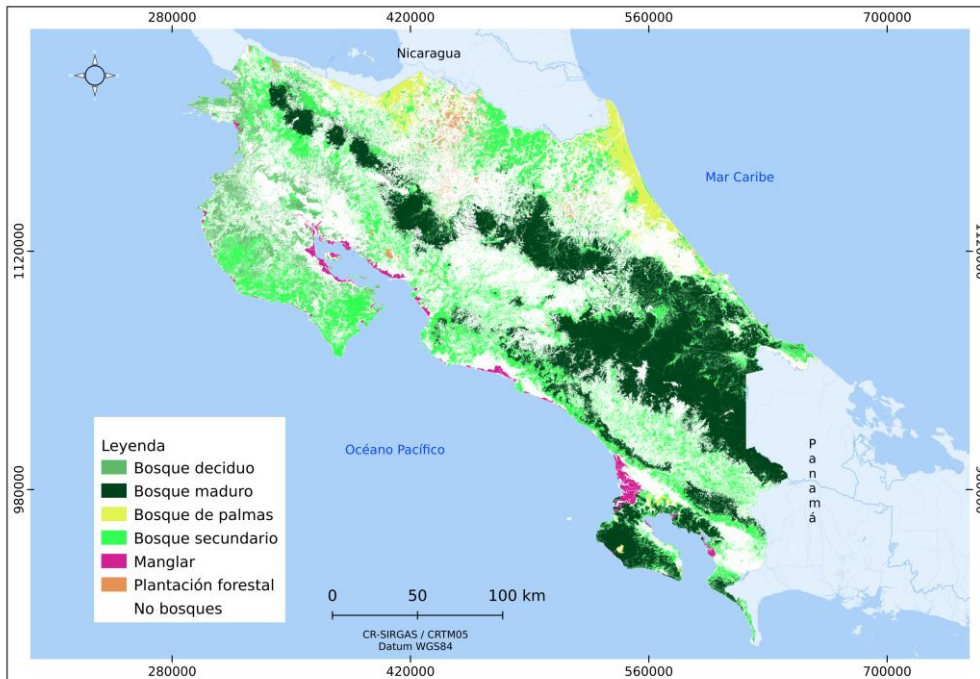 280000 420000 560000 700000
Nicaragua
Mar Caribe
1120000 1120000
Océano Pacífico
Panamá
Leyenda
Bosque deciduo
Bosque maduro
Bosque de palmas
Bosque secundario
Manglar
Plantación forestal
No bosques
980000 980000
0 50 100 km
CR-SIRGAS / CRTM05
Datum WGS84
280000 420000 560000 700000